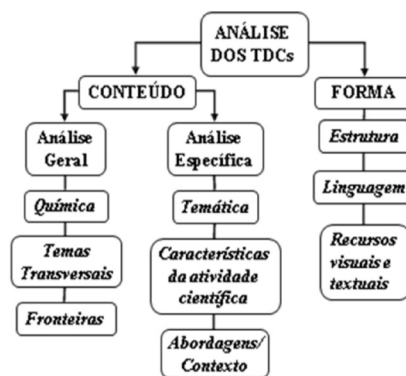 ANÁLISE
DOS TDCs
CONTEÚDO
FORMA
Análise
Geral
Química
Temas
Transversais
Fronteiras
Análise
Específica
Temática
Características
da atividade
científica
Abordagens/
Contexto
Estrutura
Linguagem
Recursos
visuais e
textuais